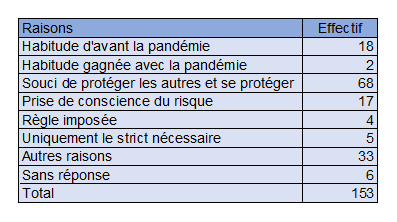 Raisons Effectif
Habitude d'avant la pandémie 18
Habitude gagnée avec la pandémie 2
Souci de protéger les autres et se protéger 68
Prise de conscience du risque 17
Règle imposée 4
Uniquement le strict nécessaire 5
Autres raisons 33
Sans réponse 6
Total 153